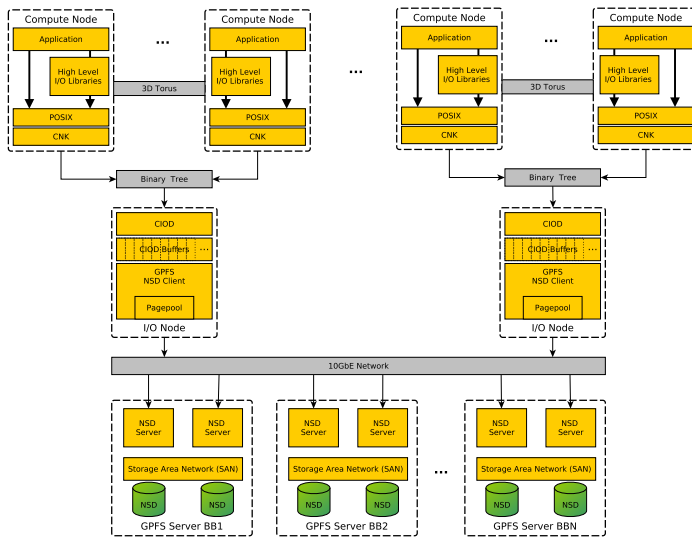 Compute Node
...
Compute Node
Compute Node
...
Compute Node
Application
Application
...
Application
Application
High Level
I/O Libraries
High Level
I/O Libraries
High Level
I/O Libraries
High Level
I/O Libraries
3D Torus
3D Torus
POSIX
POSIX
POSIX
POSIX
CNK
CNK
CNK
CNK
Binary Tree
Binary Tree
CIOD
CIOD
CIOD Buffers ...
CIOD Buffers ...
GPFS
NSD Client
GPFS
NSD Client
Pagepool
Pagepool
I/O Node
I/O Node
10GbE Network
NSD
Server
NSD
Server
NSD
Server
NSD
Server
NSD
Server
NSD
Server
Storage Area Network (SAN)
Storage Area Network (SAN)
...
Storage Area Network (SAN)
NSD
NSD
NSD
NSD
NSD
NSD
GPFS Server BB1
GPFS Server BB2
GPFS Server BBN